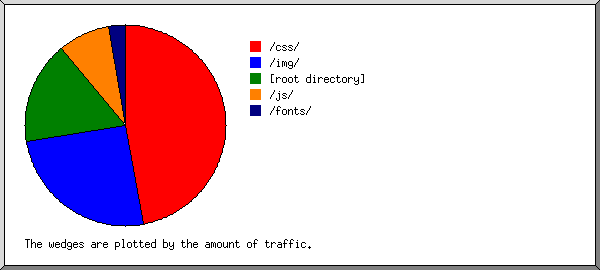 /css/
/img/
[root directory]
/js/
/fonts/
The wedges are plotted by the amount of traffic.